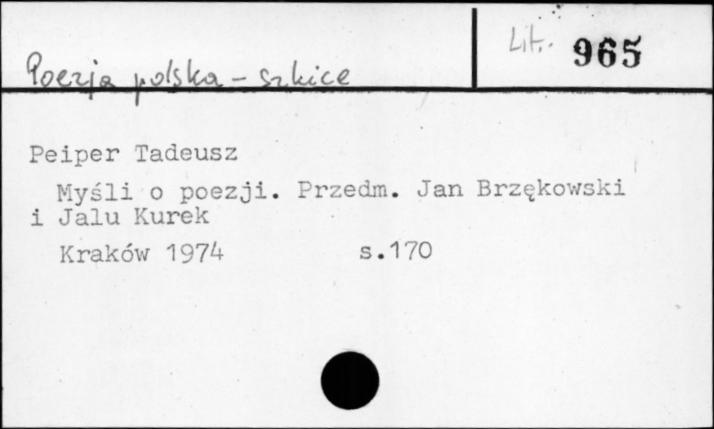 Lit. 965
Poezja polska - szkice
Peiper Tadeusz
Myśli o poezji. Przedm. Jan Brzękowski
i Jalu Kurek
Kraków 1974 s.170